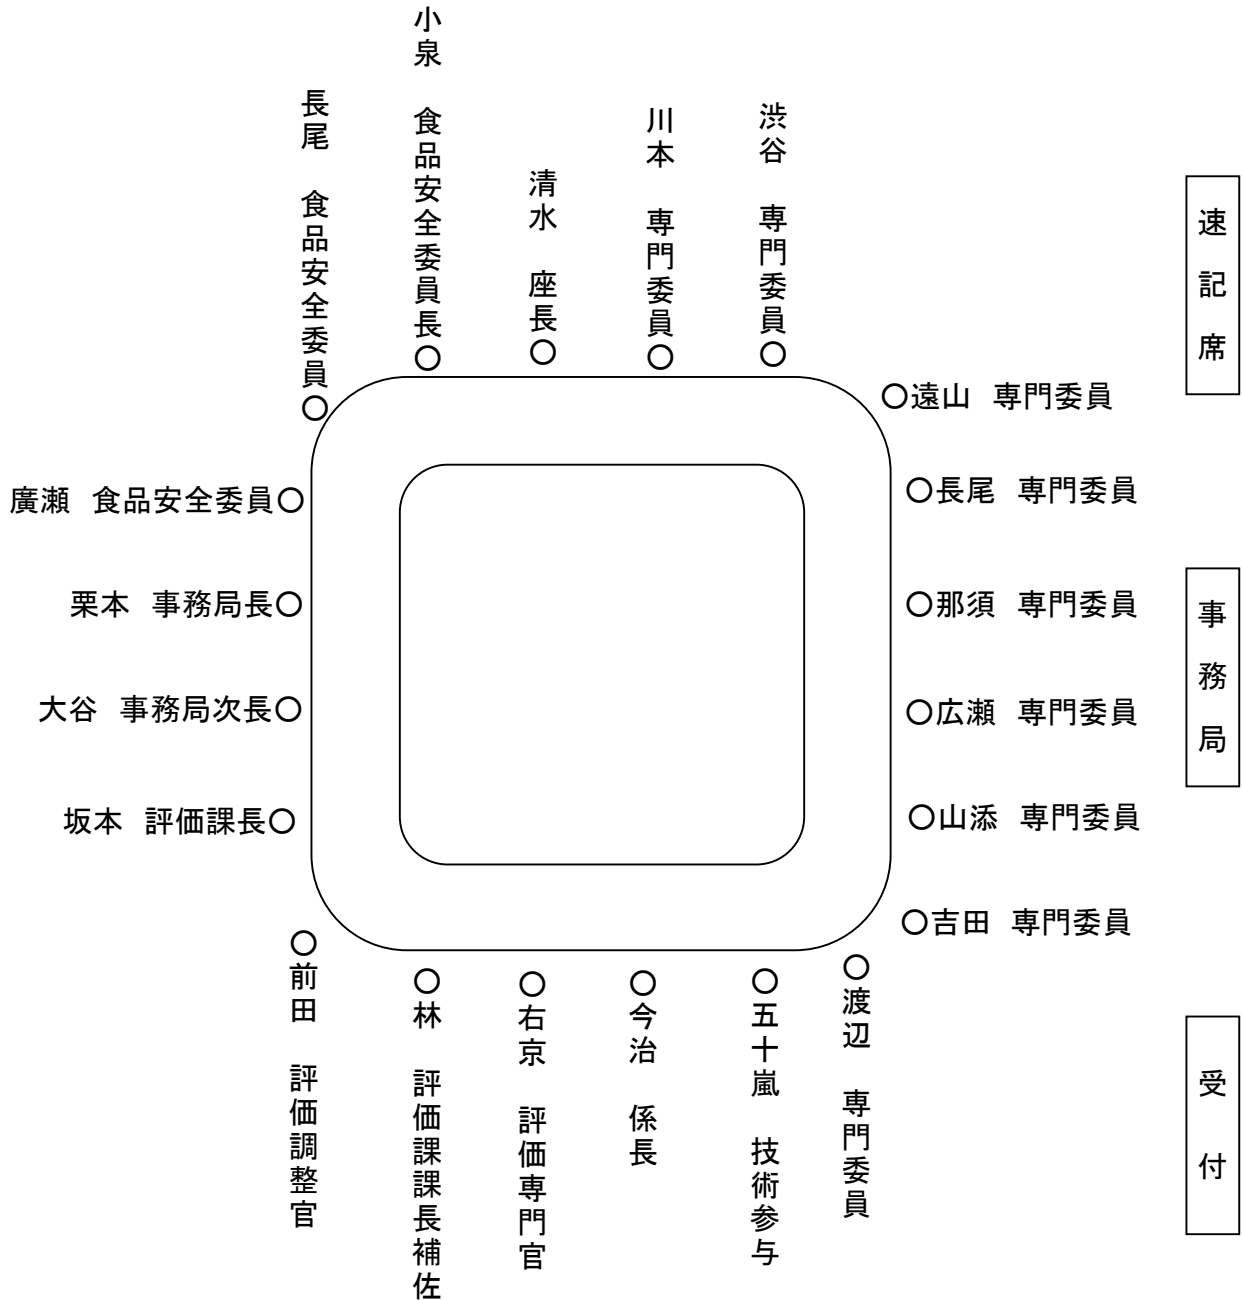 小泉　食品安全委員長
長尾　食品安全委員
清水　座長
川本　専門委員
渋谷　専門委員
速記席
遠山　専門委員
廣瀬　食品安全委員
長尾　専門委員
栗本　事務局長
那須　専門委員
事務局
大谷　事務局次長
広瀬　専門委員
坂本　評価課長
山添　専門委員
吉田　専門委員
前田　評価調整官
林　評価課課長補佐
右京　評価専門官
今治　係長
五十嵐　技術参与
渡辺　専門委員
受付